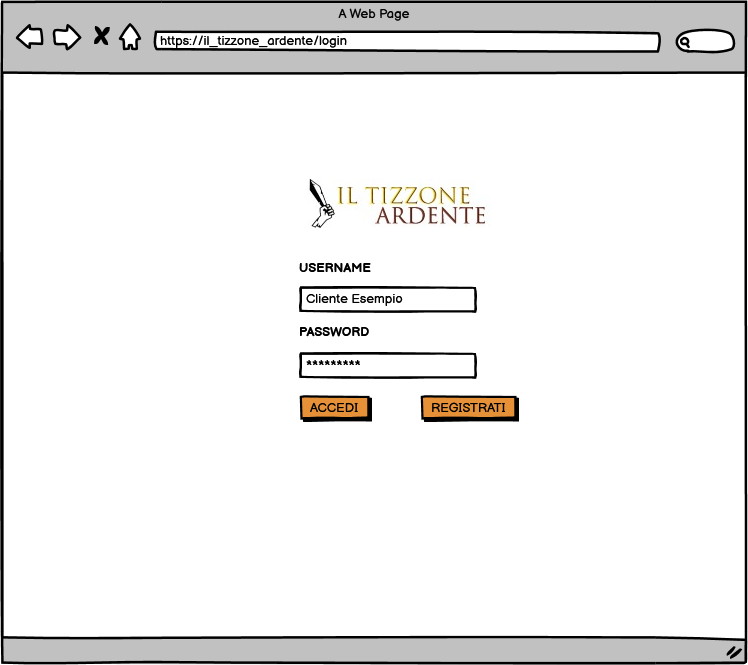 A Web Page
https://il_tizzone_ardente/login
IL TIZZONE
ARDENTE
USERNAME
Cliente Esempio
PASSWORD
*********
ACCEDI
REGISTRATI